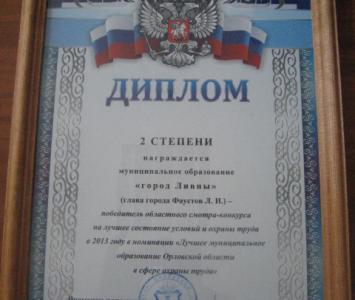 ДИПЛОМ
2 СТЕПЕНИ
награждается
муниципальное образование
«город Ливны»
(глава города Фаустов Л. И.) –
победитель областного смотра-конкурса
на лучшее состояние условий и охраны труда
в 2013 году в номинации «Лучшее муниципальное
образование Орловской области
в сфере охраны труда»